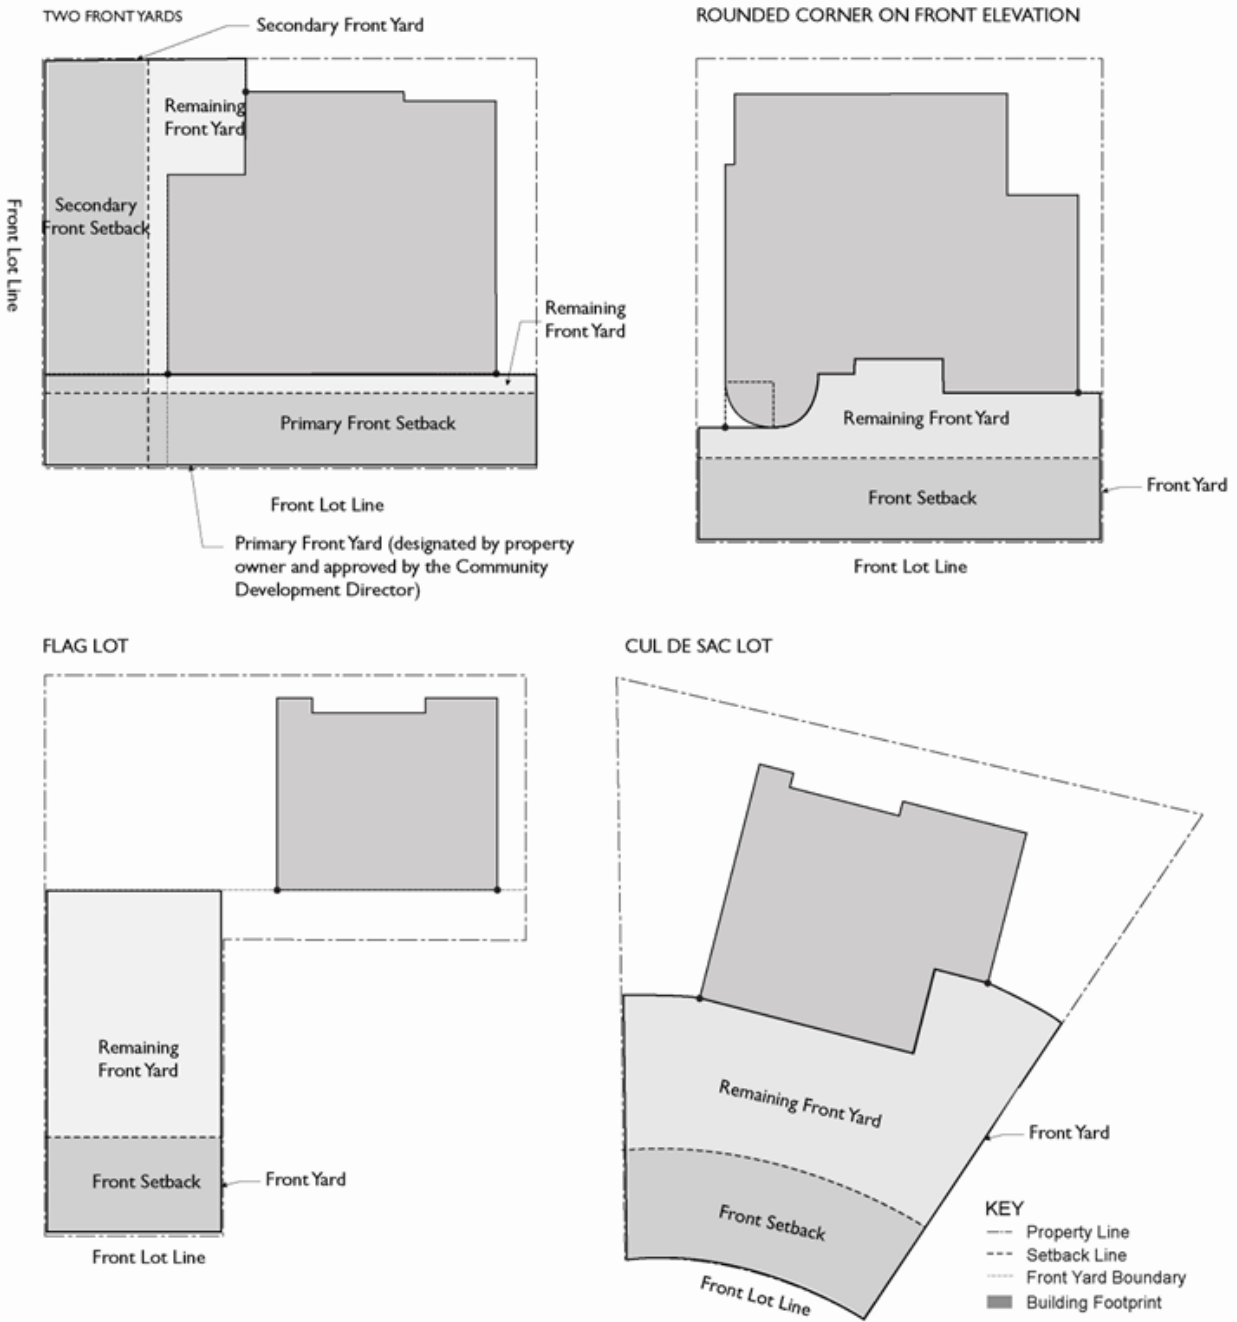 TWO FRONT YARDS
Secondary Front Yard
Remaining
Front Yard
Secondary
Front Setback
Front Lot Line
Remaining
Front Yard
Primary Front Setback
Front Lot Line
Primary Front Yard (designated by property
owner and approved by the Community
Development Director)
ROUNDED CORNER ON FRONT ELEVATION
Remaining Front Yard
Front Setback
Front Yard
Front Lot Line
FLAG LOT
Remaining
Front Yard
Front Setback
Front Yard
Front Lot Line
CUL DE SAC LOT
Remaining Front Yard
Front Yard
Front Setback
Front Lot Line
KEY
Property Line
Setback Line
Front Yard Boundary
Building Footprint